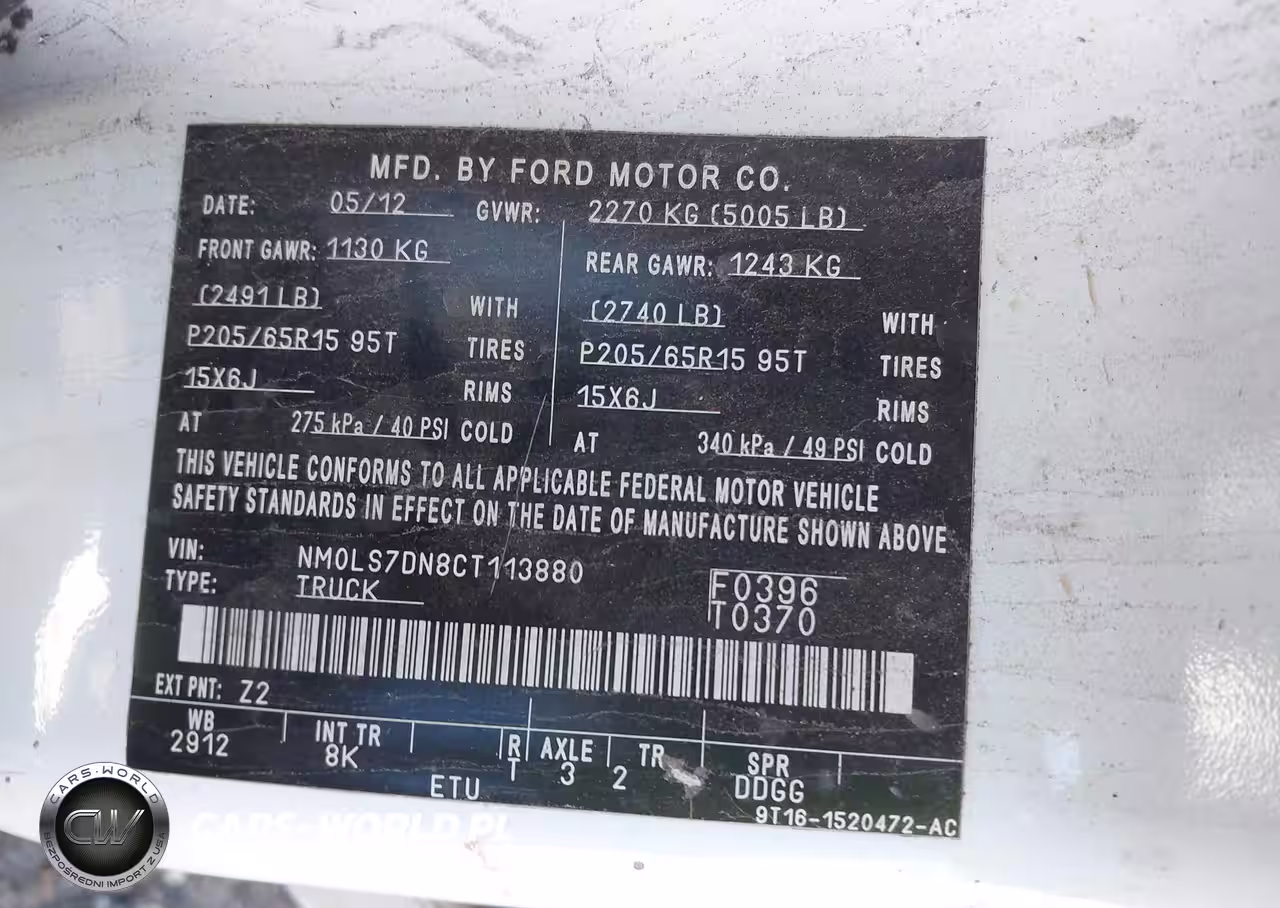 MFD. BY FORD MOTOR CO.
DATE: 05/12 GVWR: 2270 KG (5005 LB)
FRONT GAWR: 1130 KG
(2491 LB) WITH
P205/65R15 95T TIRES
15X6J RIMS
AT 275 kPa / 40 PSI COLD
REAR GAWR: 1243 KG
(2740 LB) WITH
P205/65R15 95T TIRES
15X6J RIMS
AT 340 kPa / 49 PSI COLD
THIS VEHICLE CONFORMS TO ALL APPLICABLE FEDERAL MOTOR VEHICLE
SAFETY STANDARDS IN EFFECT ON THE DATE OF MANUFACTURE SHOWN ABOVE
VIN: NM0LS7DN8CT113880
TYPE: TRUCK
F0396
T0370
EXT PNT: Z2
WB INT TR R AXLE TR SPR
2912 8K T 3 2 DDGG
ETU
9T16-1520472-AC
CARS-WORLD
CW
BEZPOŚREDNI IMPORT Z USA
CARS-WORLD.PL